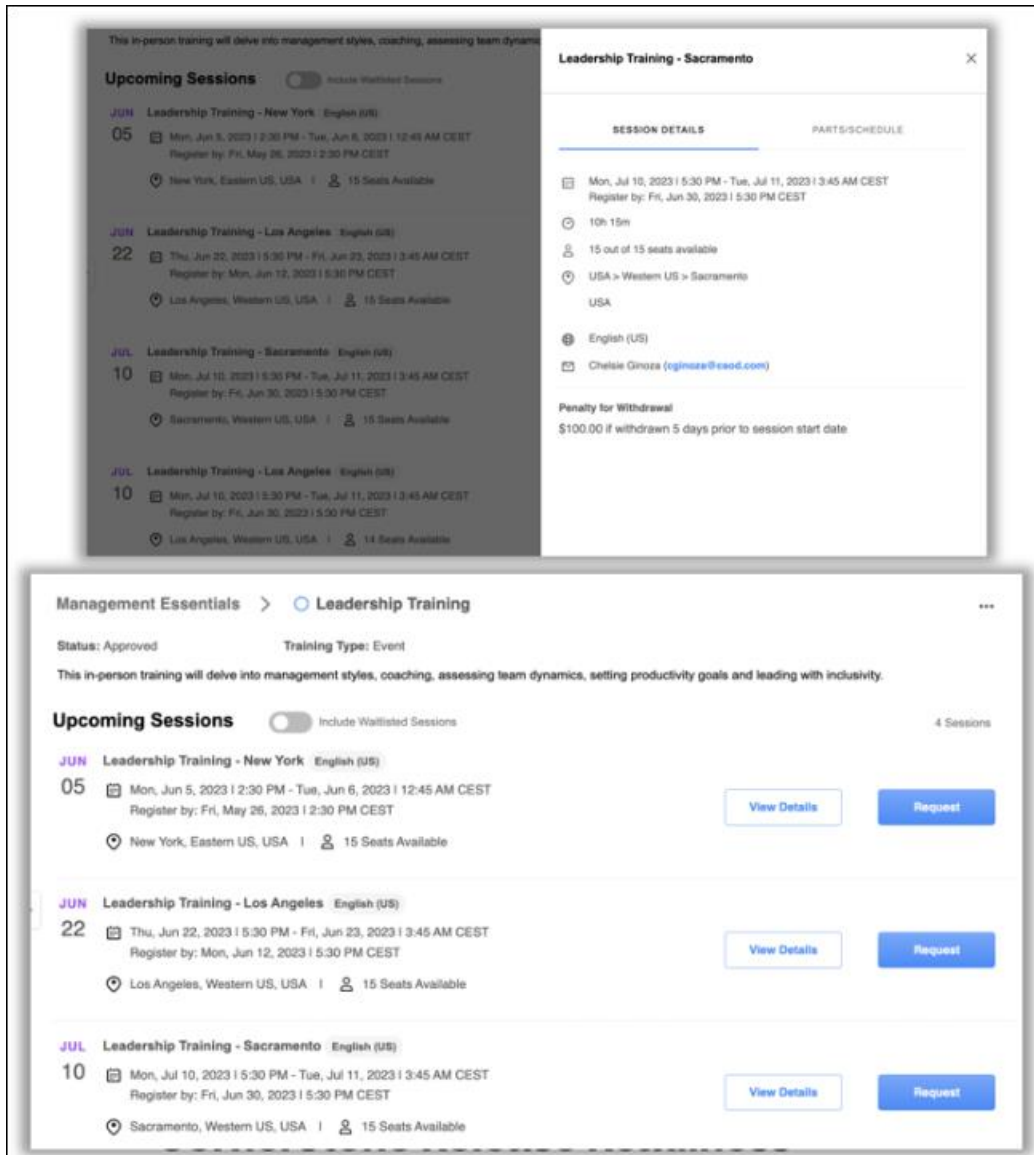 This in-person training will delve into management styles, coaching, assessing team dynamic
Upcoming Sessions Include Waitlisted Sessions
JUN Leadership Training - New York English (US)
05 Mon, Jun 5, 2023 | 2:30 PM - Tue, Jun 6, 2023 | 12:45 AM CEST
Register by: Fri, May 26, 2023 | 2:30 PM CEST
New York, Eastern US, USA | 15 Seats Available
JUN Leadership Training - Los Angeles English (US)
22 Thu, Jun 22, 2023 | 5:30 PM - Fri, Jun 23, 2023 | 3:45 AM CEST
Register by: Mon, Jun 12, 2023 | 5:30 PM CEST
Los Angeles, Western US, USA | 15 Seats Available
JUL Leadership Training - Sacramento English (US)
10 Mon, Jul 10, 2023 | 5:30 PM - Tue, Jul 11, 2023 | 3:45 AM CEST
Register by: Fri, Jun 30, 2023 | 5:30 PM CEST
Sacramento, Western US, USA | 15 Seats Available
JUL Leadership Training - Los Angeles English (US)
10 Mon, Jul 10, 2023 | 5:30 PM - Tue, Jul 11, 2023 | 3:45 AM CEST
Register by: Fri, Jun 30, 2023 | 5:30 PM CEST
Los Angeles, Western US, USA | 14 Seats Available
Leadership Training - Sacramento
SESSION DETAILS PARTS/SCHEDULE
Mon, Jul 10, 2023 | 5:30 PM - Tue, Jul 11, 2023 | 3:45 AM CEST
Register by: Fri, Jun 30, 2023 | 5:30 PM CEST
10h 15m
15 out of 15 seats available
USA > Western US > Sacramento
USA
English (US)
Chelsie Ginoza (cginoza@csod.com)
Penalty for Withdrawal
$100.00 if withdrawn 5 days prior to session start date
Management Essentials > Leadership Training
Status: Approved Training Type: Event
This in-person training will delve into management styles, coaching, assessing team dynamics, setting productivity goals and leading with inclusivity.
Upcoming Sessions Include Waitlisted Sessions 4 Sessions
JUN Leadership Training - New York English (US)
05 Mon, Jun 5, 2023 | 2:30 PM - Tue, Jun 6, 2023 | 12:45 AM CEST
Register by: Fri, May 26, 2023 | 2:30 PM CEST
View Details Request
New York, Eastern US, USA | 15 Seats Available
JUN Leadership Training - Los Angeles English (US)
22 Thu, Jun 22, 2023 | 5:30 PM - Fri, Jun 23, 2023 | 3:45 AM CEST
Register by: Mon, Jun 12, 2023 | 5:30 PM CEST
View Details Request
Los Angeles, Western US, USA | 15 Seats Available
JUL Leadership Training - Sacramento English (US)
10 Mon, Jul 10, 2023 | 5:30 PM - Tue, Jul 11, 2023 | 3:45 AM CEST
Register by: Fri, Jun 30, 2023 | 5:30 PM CEST
View Details Request
Sacramento, Western US, USA | 15 Seats Available